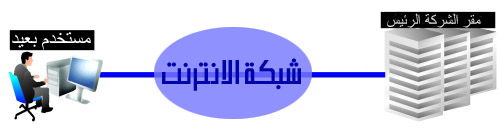 مقر الشركة الرئيس
مستخدم بعيد
شبكة الانترنت